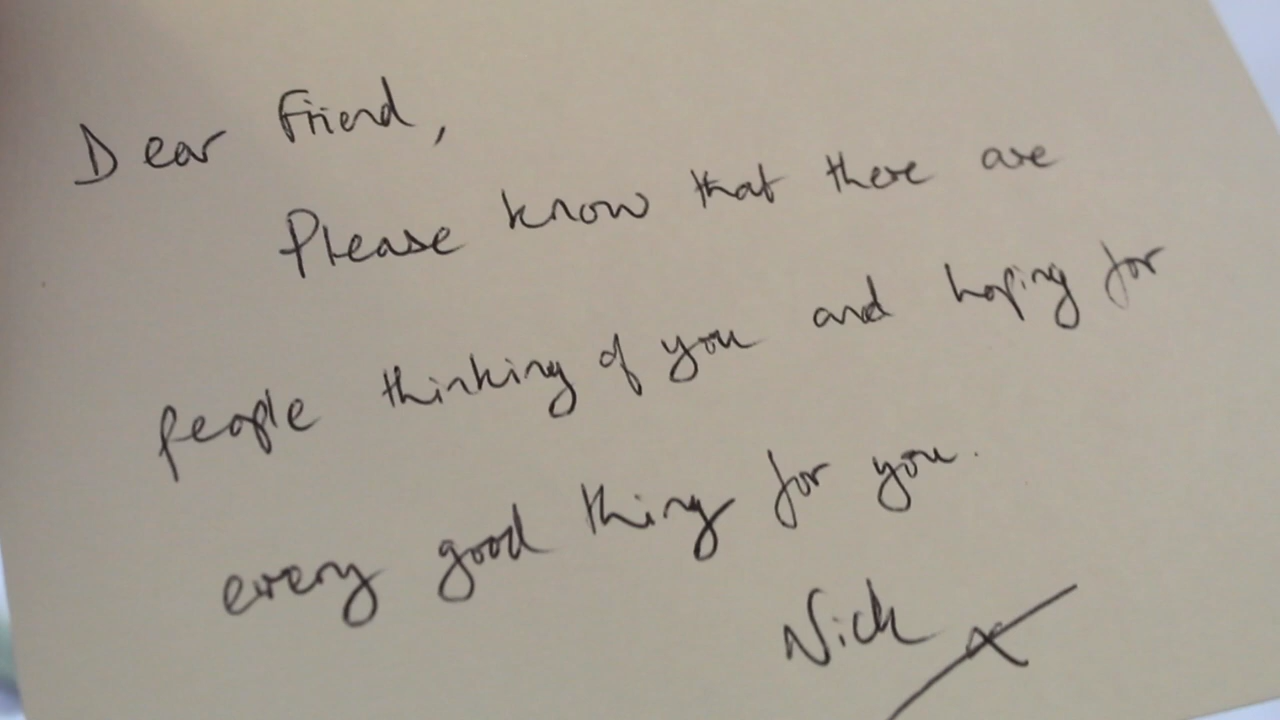 Dear Friend,
Please know that there are
people thinking of you and hoping for
every good thing for you.
Nick x